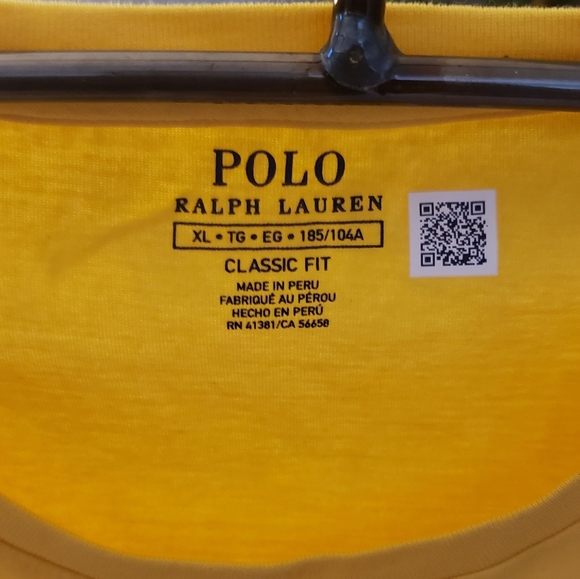 POLO
RALPH LAUREN
XL • TG • EG • 185/104A
CLASSIC FIT
MADE IN PERU
FABRIQUÉ AU PÉROU
HECHO EN PERÚ
RN 41381/CA 56658